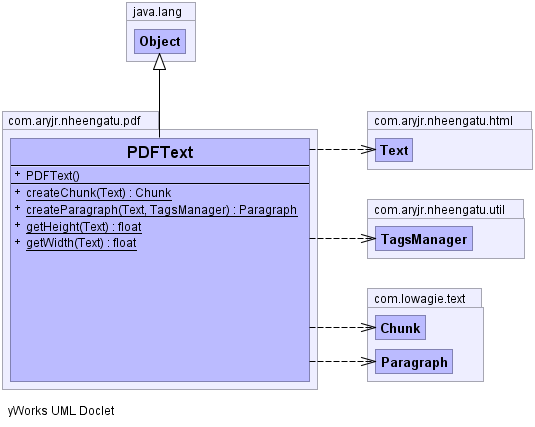 java.lang
Object
com.aryjr.nheengatu.pdf
PDFText
+ PDFText()
+ createChunk(Text) : Chunk
+ createParagraph(Text, TagsManager) : Paragraph
+ getHeight(Text) : float
+ getWidth(Text) : float
com.aryjr.nheengatu.html
Text
com.aryjr.nheengatu.util
TagsManager
com.lowagie.text
Chunk
Paragraph
yWorks UML Doclet